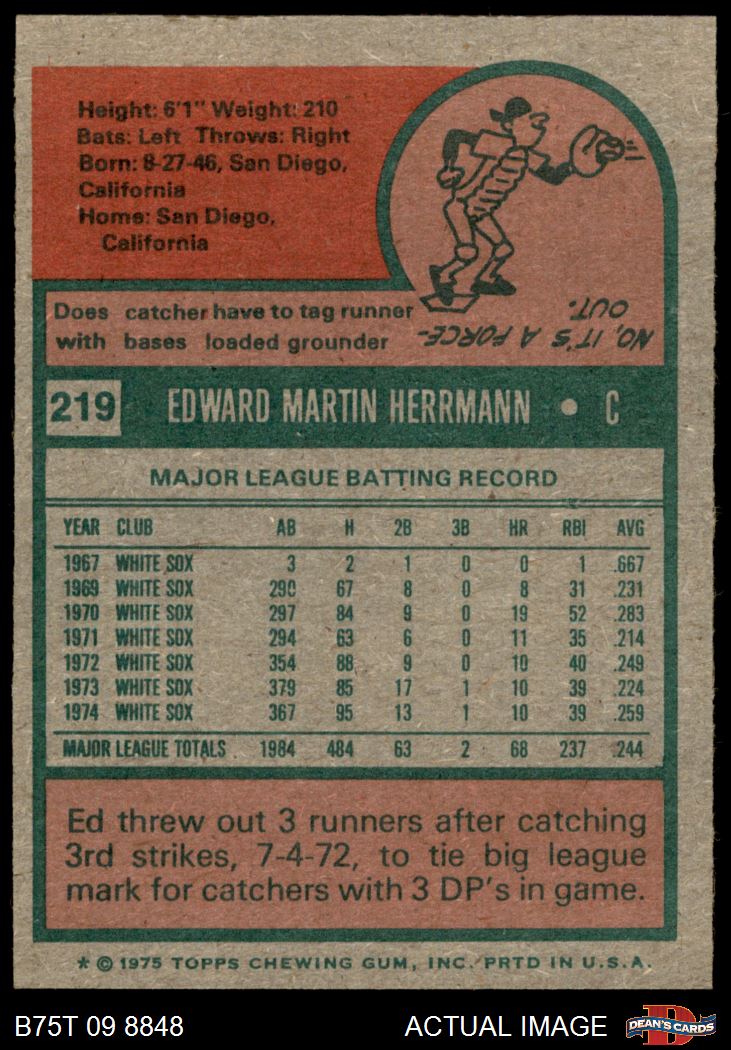 Height: 6'1" Weight: 210
Bats: Left Throws: Right
Born: 8-27-46, San Diego,
California
Home: San Diego,
California
Does catcher have to tag runner
with bases loaded grounder
NO, IT'S A FORCE-
OUT.
219 EDWARD MARTIN HERRMANN • C
MAJOR LEAGUE BATTING RECORD
YEAR CLUB AB H 2B 3B HR RBI AVG
1967 WHITE SOX 3 2 1 0 0 1 .667
1969 WHITE SOX 290 67 8 0 8 31 .231
1970 WHITE SOX 297 84 9 0 19 52 .283
1971 WHITE SOX 294 63 6 0 11 35 .214
1972 WHITE SOX 354 88 9 0 10 40 .249
1973 WHITE SOX 379 85 17 1 10 39 .224
1974 WHITE SOX 367 95 13 1 10 39 .259
MAJOR LEAGUE TOTALS 1984 484 63 2 68 237 .244
Ed threw out 3 runners after catching
3rd strikes, 7-4-72, to tie big league
mark for catchers with 3 DP's in game.
* © 1975 TOPPS CHEWING GUM, INC. PRTD IN U.S.A.
B75T 09 8848 ACTUAL IMAGE D DEAN'S CARDS